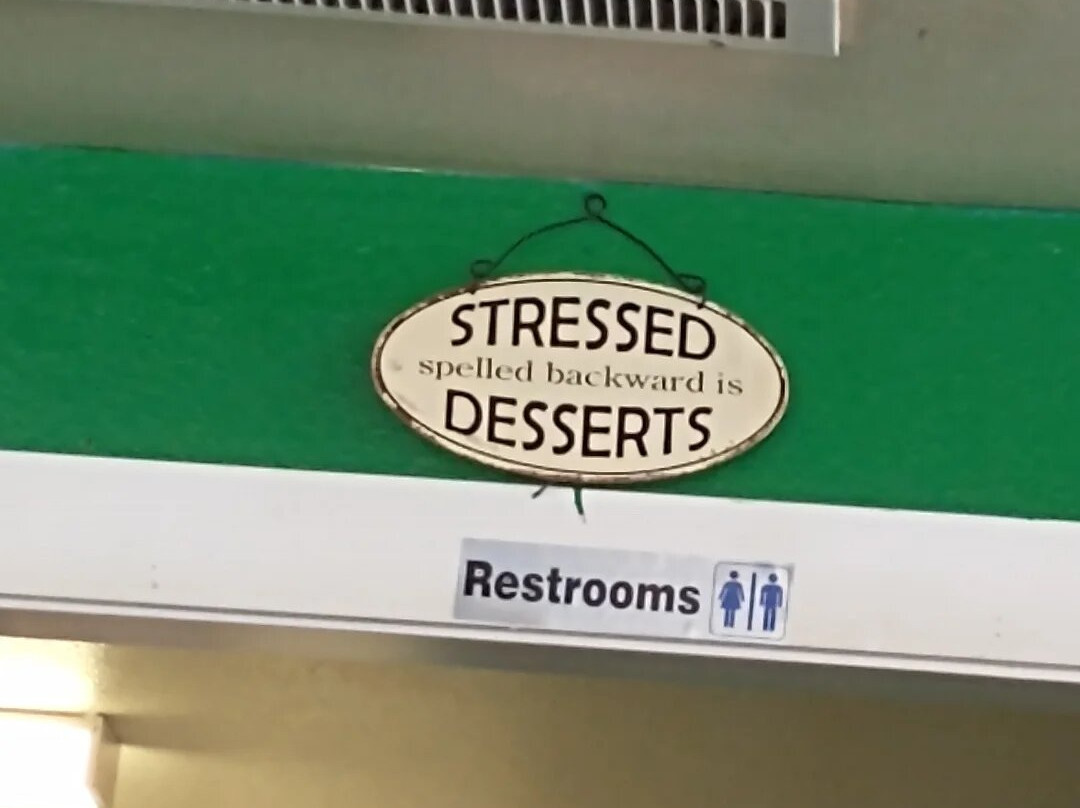 STRESSED
spelled backward is
DESSERTS
Restrooms